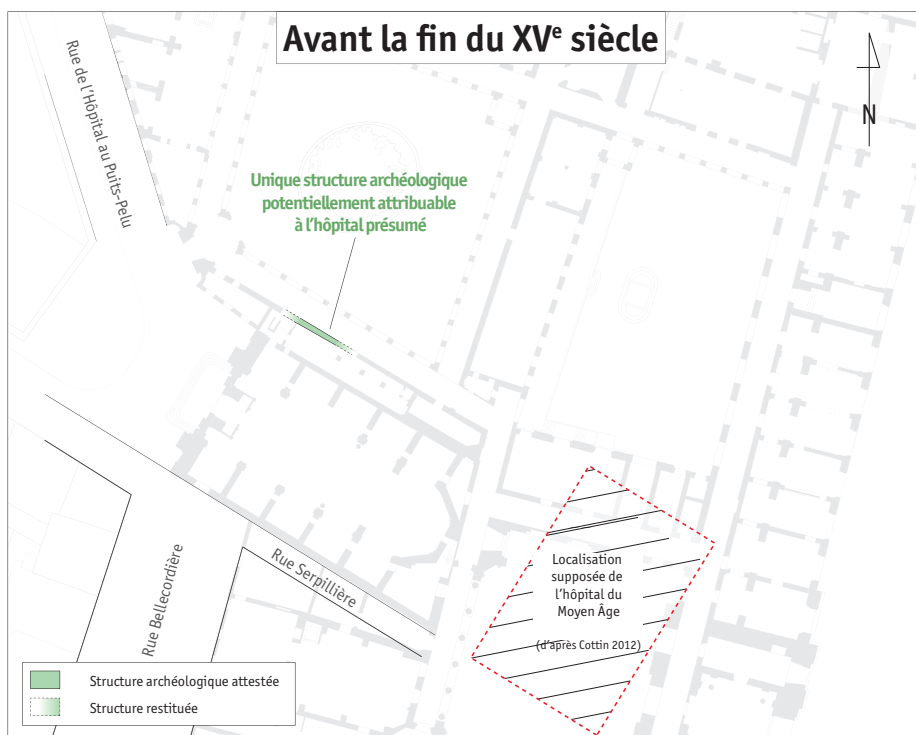 Avant la fin du XVe siècle
Rue de l'Hôpital au Puits-Pelu
N
Unique structure archéologique
potentiellement attribuable
à l'hôpital présumé
Localisation
supposée de
l'hôpital du
Moyen Âge
(d'après Cottin 2012)
Rue Serpillière
Rue Bellecordière
Structure archéologique attestée
Structure restituée